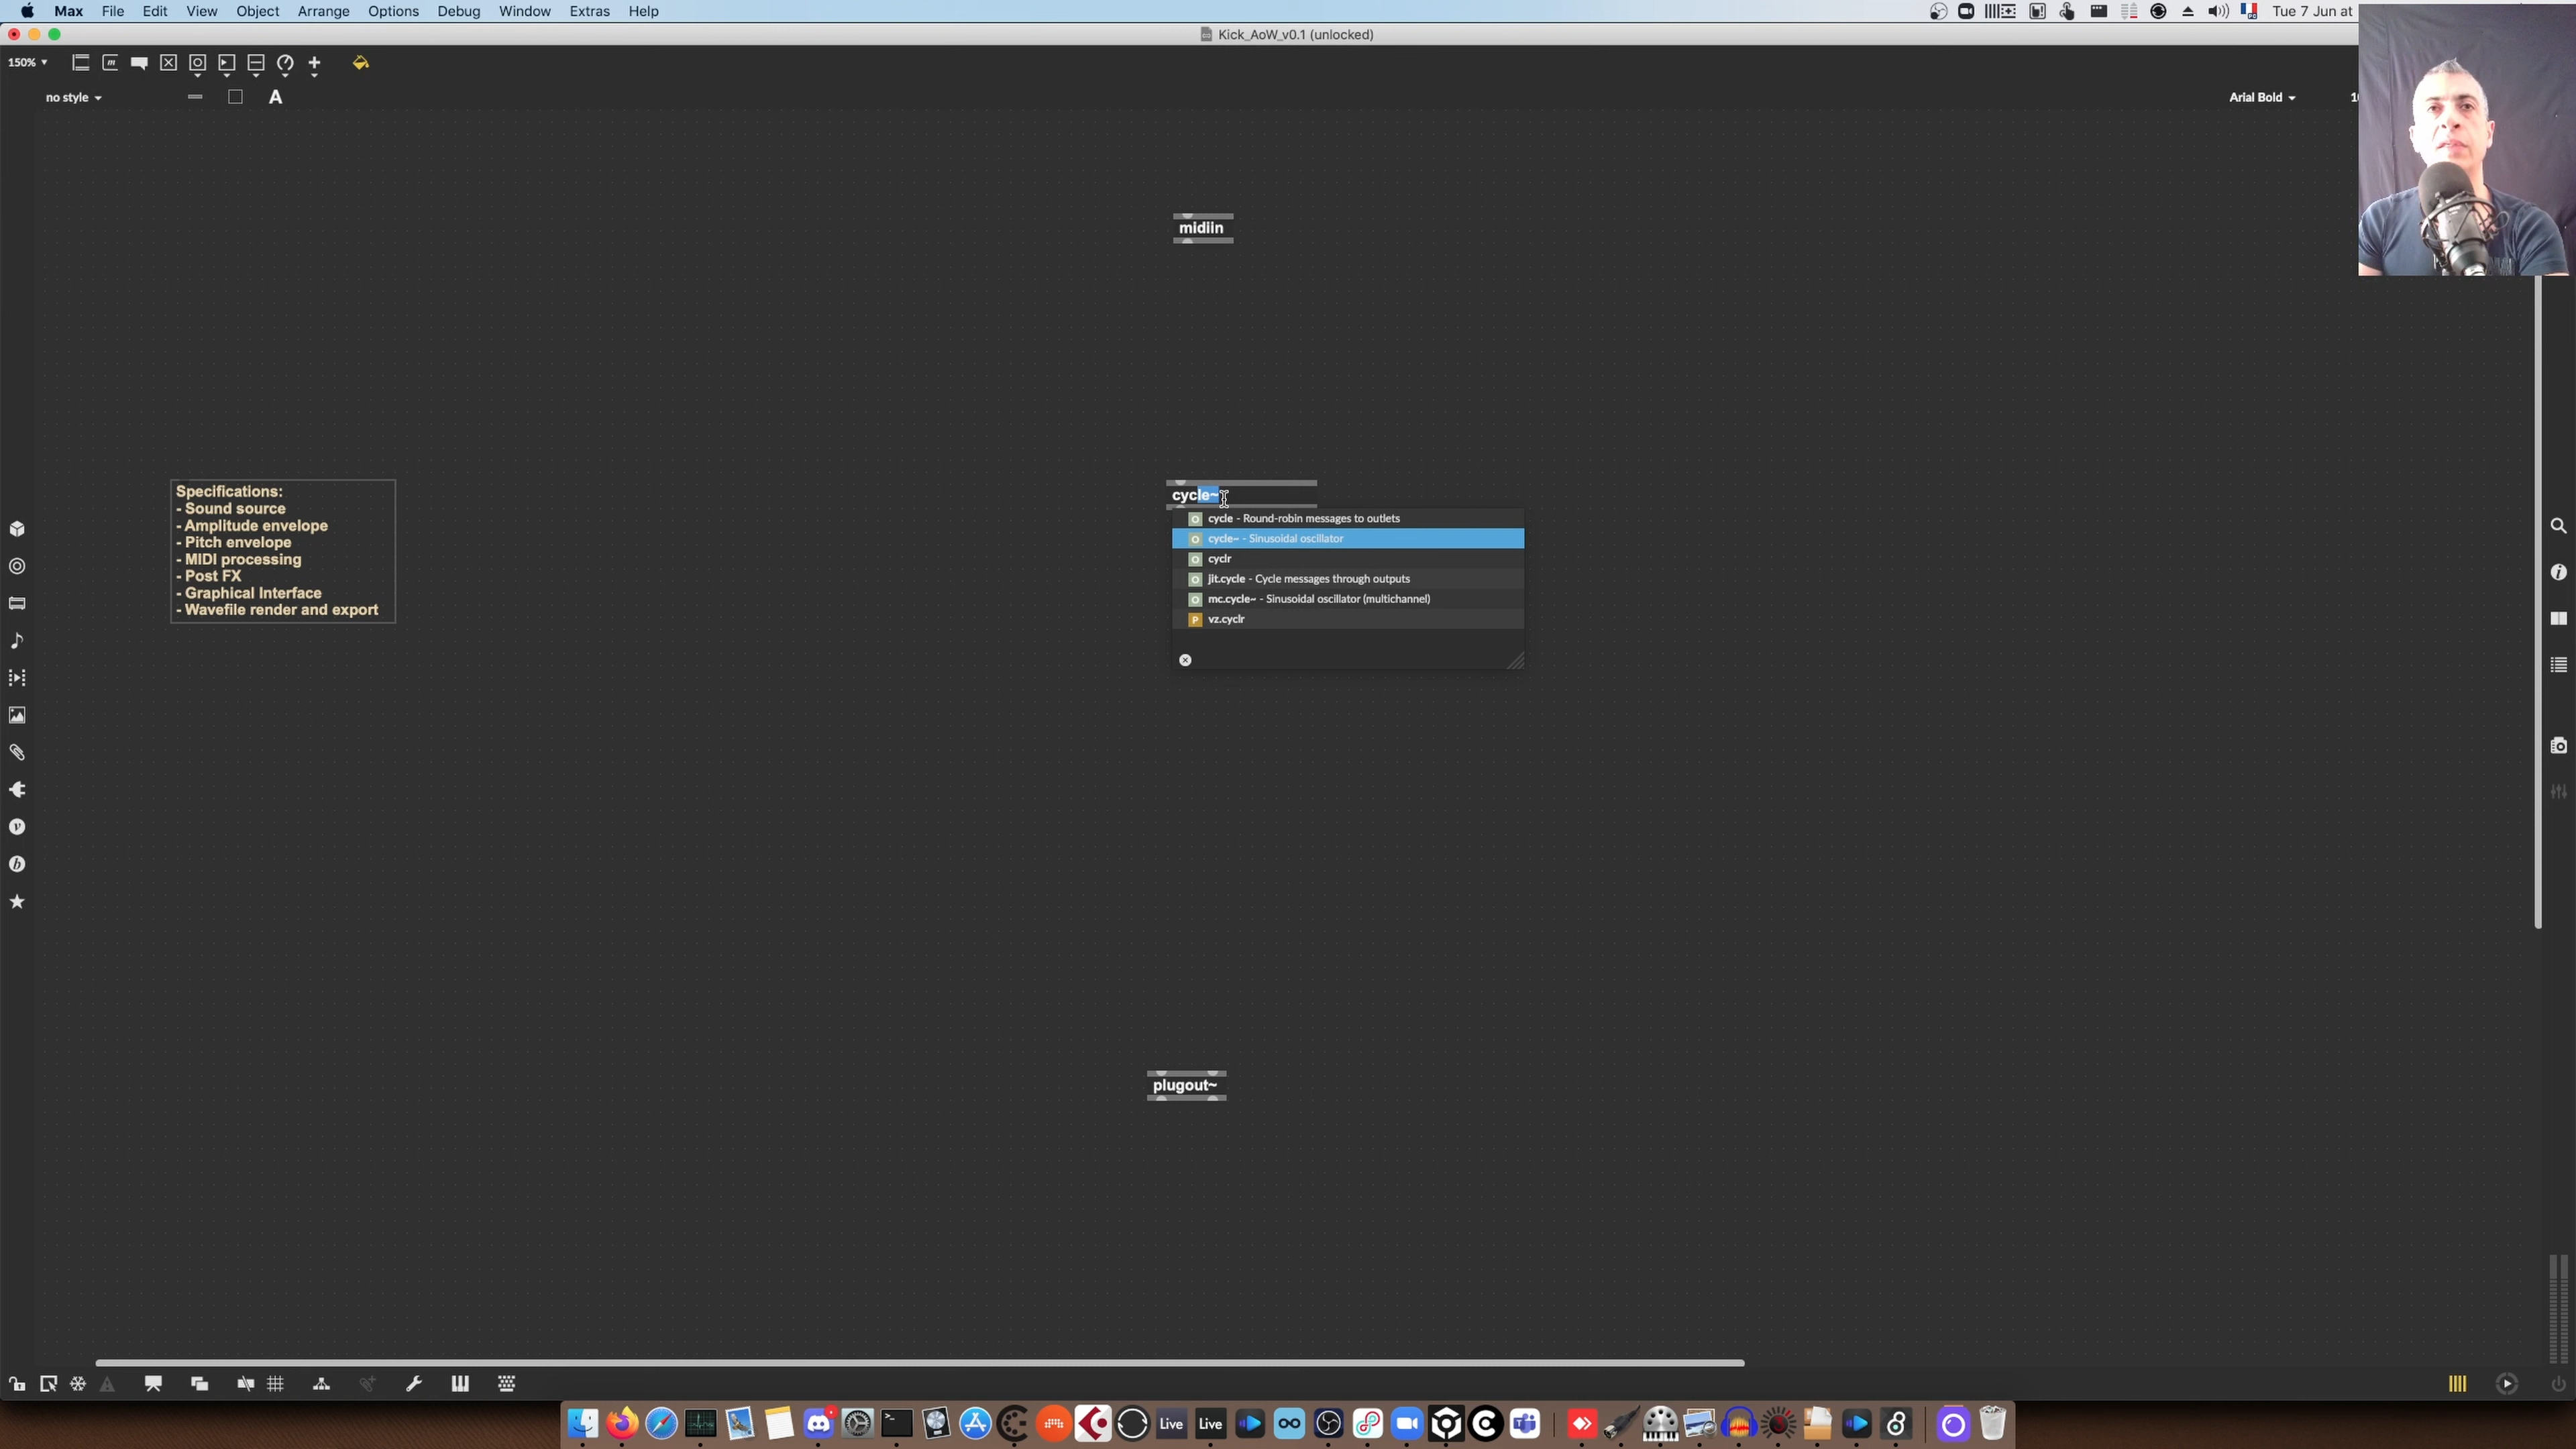 Max File Edit View Object Arrange Options Debug Window Extras Help
Tue 7 Jun at
Kick_AoW_v0.1 (unlocked)
150%
no style
A
Arial Bold
midiin
cycle~
cycle - Round-robin messages to outlets
cycle~ - Sinusoidal oscillator
cyclr
jit.cycle - Cycle messages through outputs
mc.cycle~ - Sinusoidal oscillator (multichannel)
vz.cyclr
Specifications:
- Sound source
- Amplitude envelope
- Pitch envelope
- MIDI processing
- Post FX
- Graphical Interface
- Wavefile render and export
plugout~
Live Live